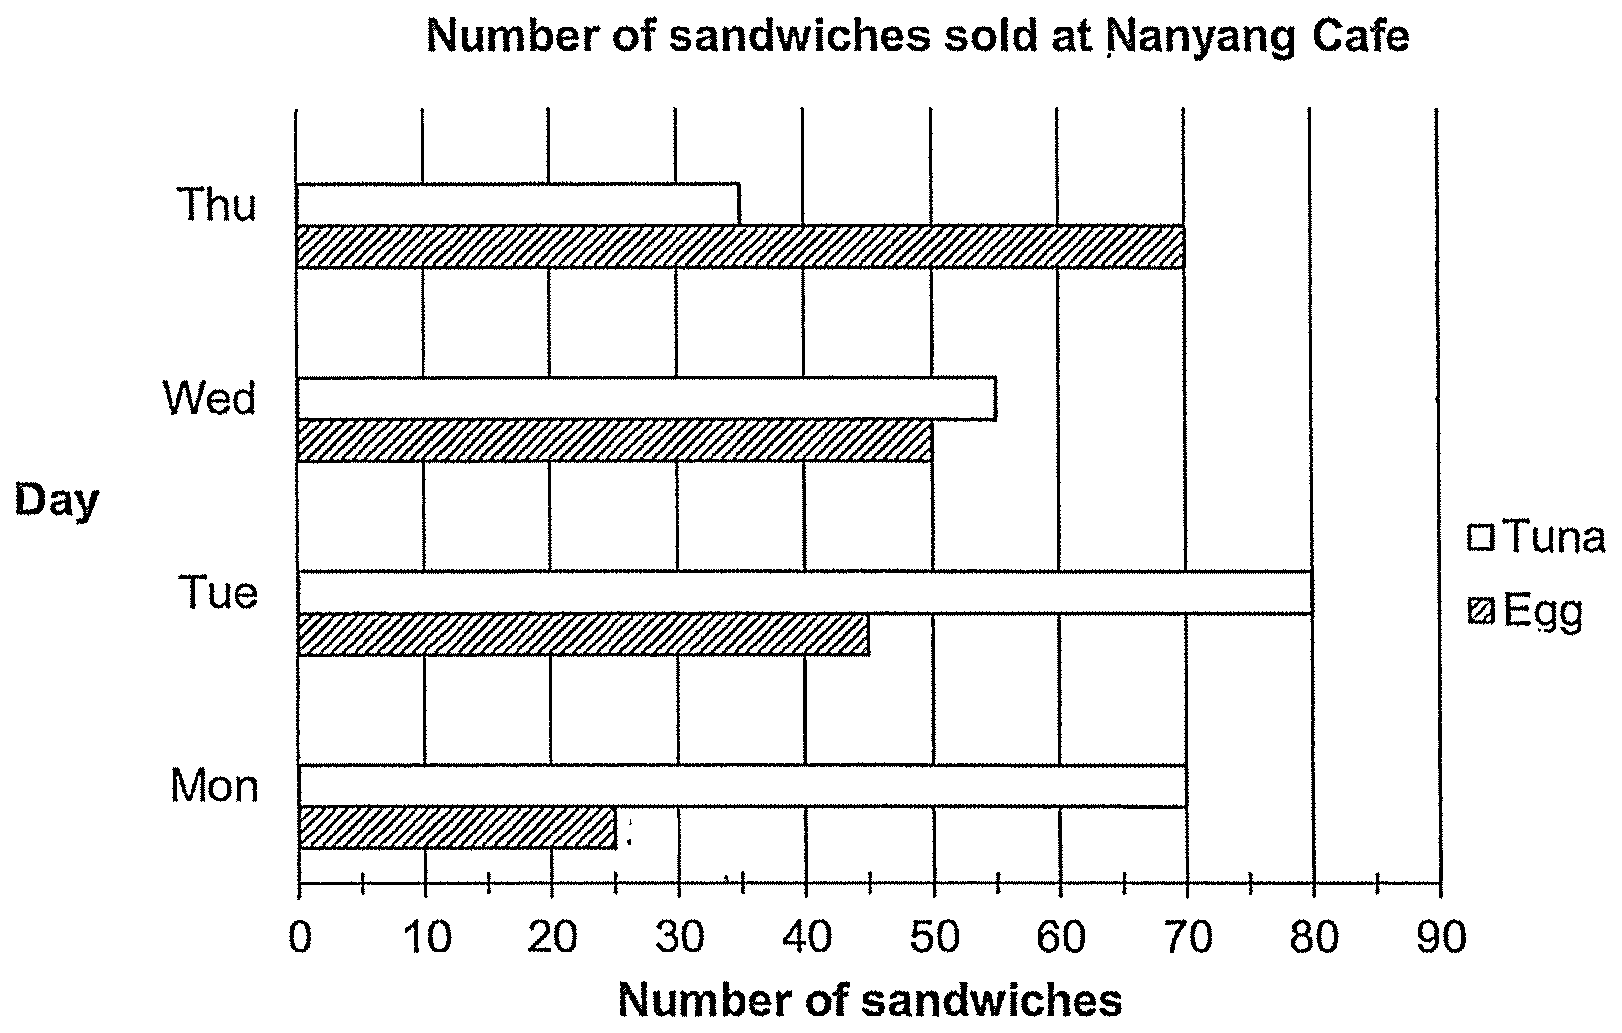 Number of sandwiches sold at Nanyang Cafe
Thu
Wed
Day
Tuna
Tue
Egg
Mon
0 10 20 30 40 50 60 70 80 90
Number of sandwiches